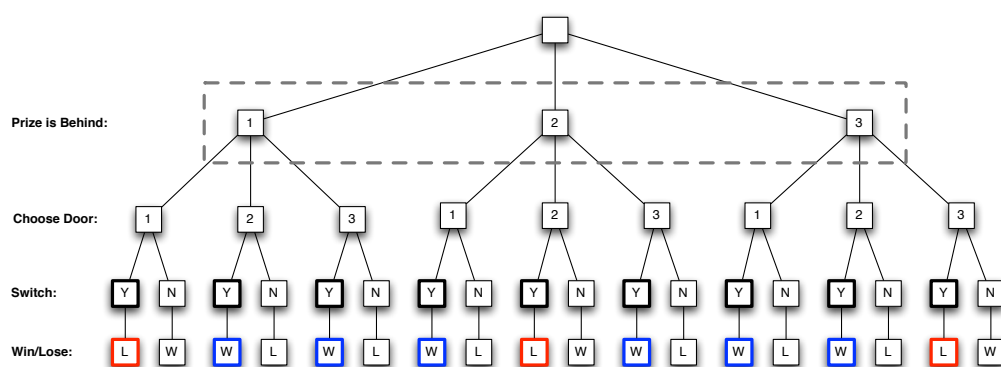 Prize is Behind: 1 2 3
Choose Door: 1 2 3 1 2 3 1 2 3
Switch: Y N Y N Y N Y N Y N Y N Y N Y N Y N
Win/Lose: L W W L W L W L L W W L W L W L L W